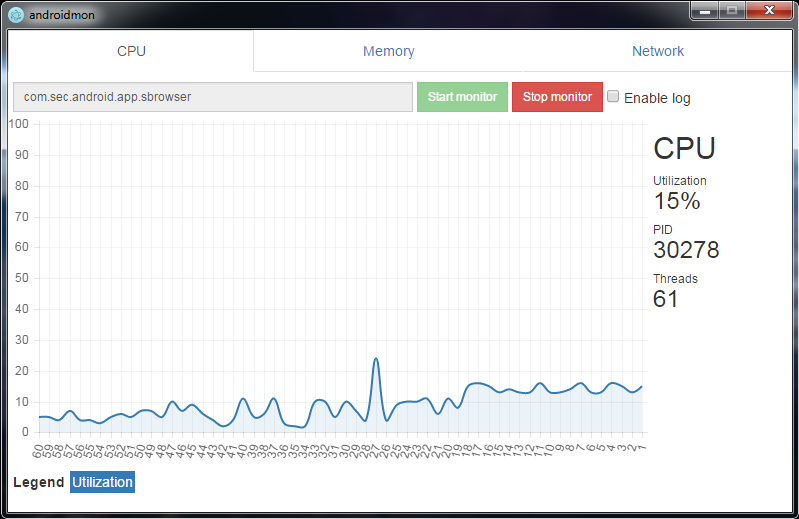 androidmon
CPU Memory Network
com.sec.android.app.sbrowser Start monitor Stop monitor Enable log
100
90
80
70
60
50
40
30
20
10
0
60 59 58 57 56 55 54 53 52 51 50 49 48 47 46 45 44 43 42 41 40 39 38 37 36 35 34 33 32 31 30 29 28 27 26 25 24 23 22 21 20 19 18 17 16 15 14 13 12 11 10 9 8 7 6 5 4 3 2 1
CPU
Utilization
15%
PID
30278
Threads
61
Legend Utilization